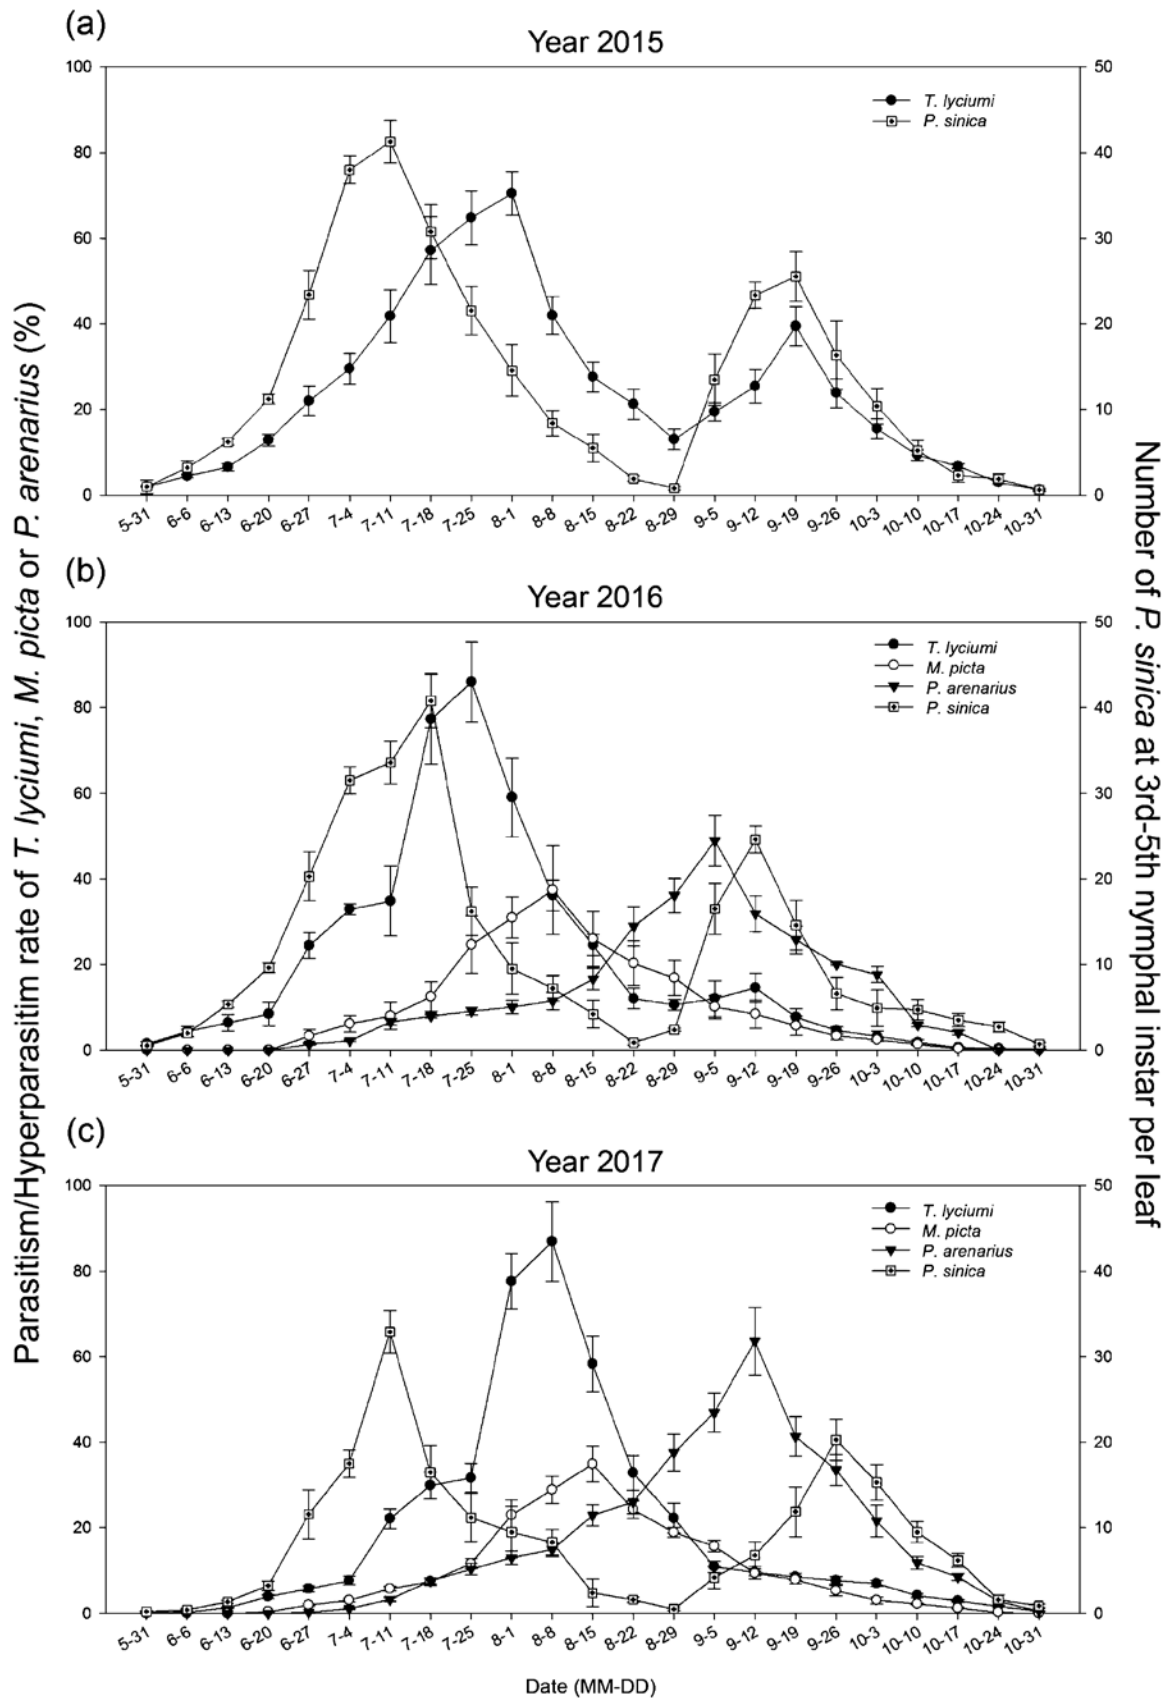 (a)
Year 2015
100
80
60
40
20
0
50
40
30
20
10
0
T. lyciumi
P. sinica
5-31 6-6 6-13 6-20 6-27 7-4 7-11 7-18 7-25 8-1 8-8 8-15 8-22 8-29 9-5 9-12 9-19 9-26 10-3 10-10 10-17 10-24 10-31
Parasitism/Hyperparasitim rate of T. lyciumi, M. picta or P. arenarius (%)
Number of P. sinica at 3rd-5th nymphal instar per leaf
(b)
Year 2016
100
80
60
40
20
0
50
40
30
20
10
0
T. lyciumi
M. picta
P. arenarius
P. sinica
5-31 6-6 6-13 6-20 6-27 7-4 7-11 7-18 7-25 8-1 8-8 8-15 8-22 8-29 9-5 9-12 9-19 9-26 10-3 10-10 10-17 10-24 10-31
(c)
Year 2017
100
80
60
40
20
0
50
40
30
20
10
0
T. lyciumi
M. picta
P. arenarius
P. sinica
5-31 6-6 6-13 6-20 6-27 7-4 7-11 7-18 7-25 8-1 8-8 8-15 8-22 8-29 9-5 9-12 9-19 9-26 10-3 10-10 10-17 10-24 10-31
Date (MM-DD)